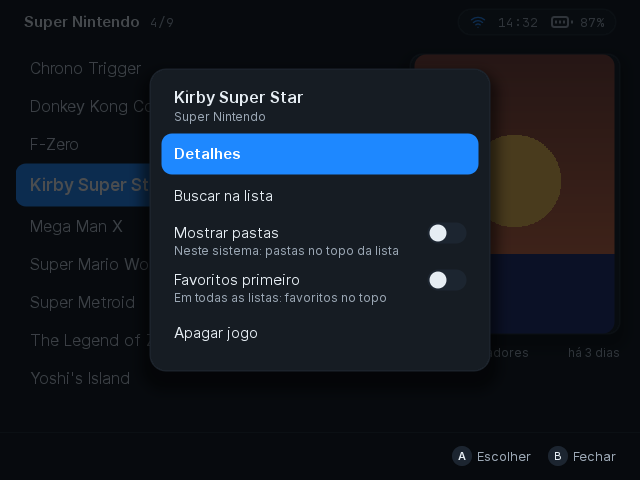 Super Nintendo 4/9
14:32 87%
Chrono Trigger
Donkey Kong Co
F-Zero
Kirby Super St
Mega Man X
Super Mario Wo
Super Metroid
The Legend of Z
Yoshi's Island
Kirby Super Star
Super Nintendo
Detalhes
Buscar na lista
Mostrar pastas
Neste sistema: pastas no topo da lista
Favoritos primeiro
Em todas as listas: favoritos no topo
Apagar jogo
há 3 dias
A Escolher B Fechar